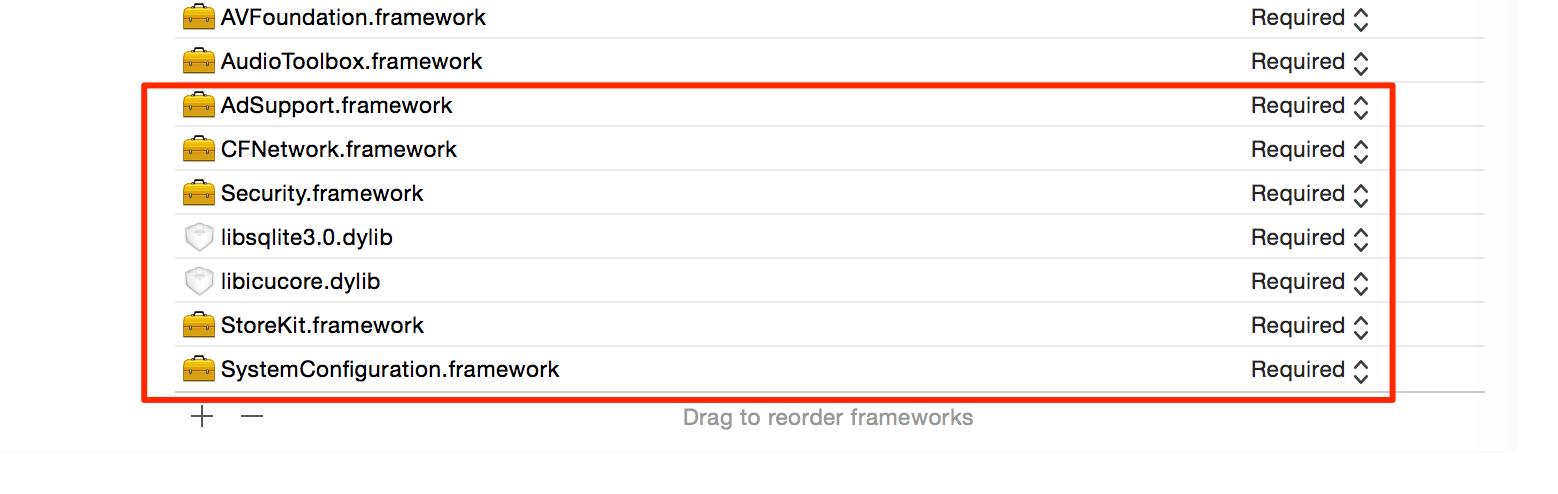 AVFoundation.framework Required
AudioToolbox.framework Required
AdSupport.framework Required
CFNetwork.framework Required
Security.framework Required
libsqlite3.0.dylib Required
libicucore.dylib Required
StoreKit.framework Required
SystemConfiguration.framework Required
Drag to reorder frameworks